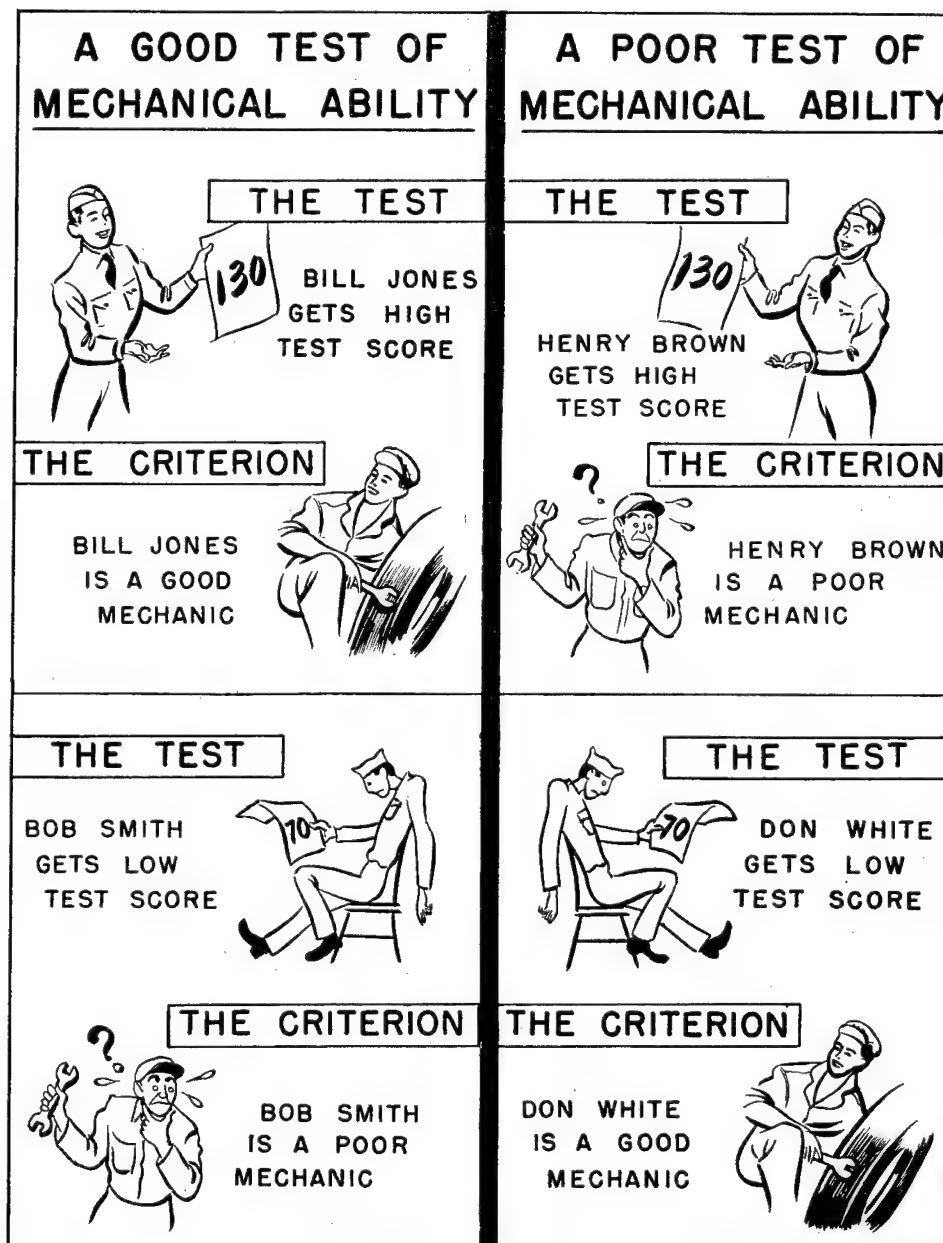 A GOOD TEST OF
MECHANICAL ABILITY
THE TEST
130
BILL JONES
GETS HIGH
TEST SCORE
THE CRITERION
BILL JONES
IS A GOOD
MECHANIC
THE TEST
BOB SMITH
GETS LOW
TEST SCORE
70
THE CRITERION
?
BOB SMITH
IS A POOR
MECHANIC
A POOR TEST OF
MECHANICAL ABILITY
THE TEST
130
HENRY BROWN
GETS HIGH
TEST SCORE
THE CRITERION
?
HENRY BROWN
IS A POOR
MECHANIC
THE TEST
70
DON WHITE
GETS LOW
TEST SCORE
THE CRITERION
DON WHITE
IS A GOOD
MECHANIC